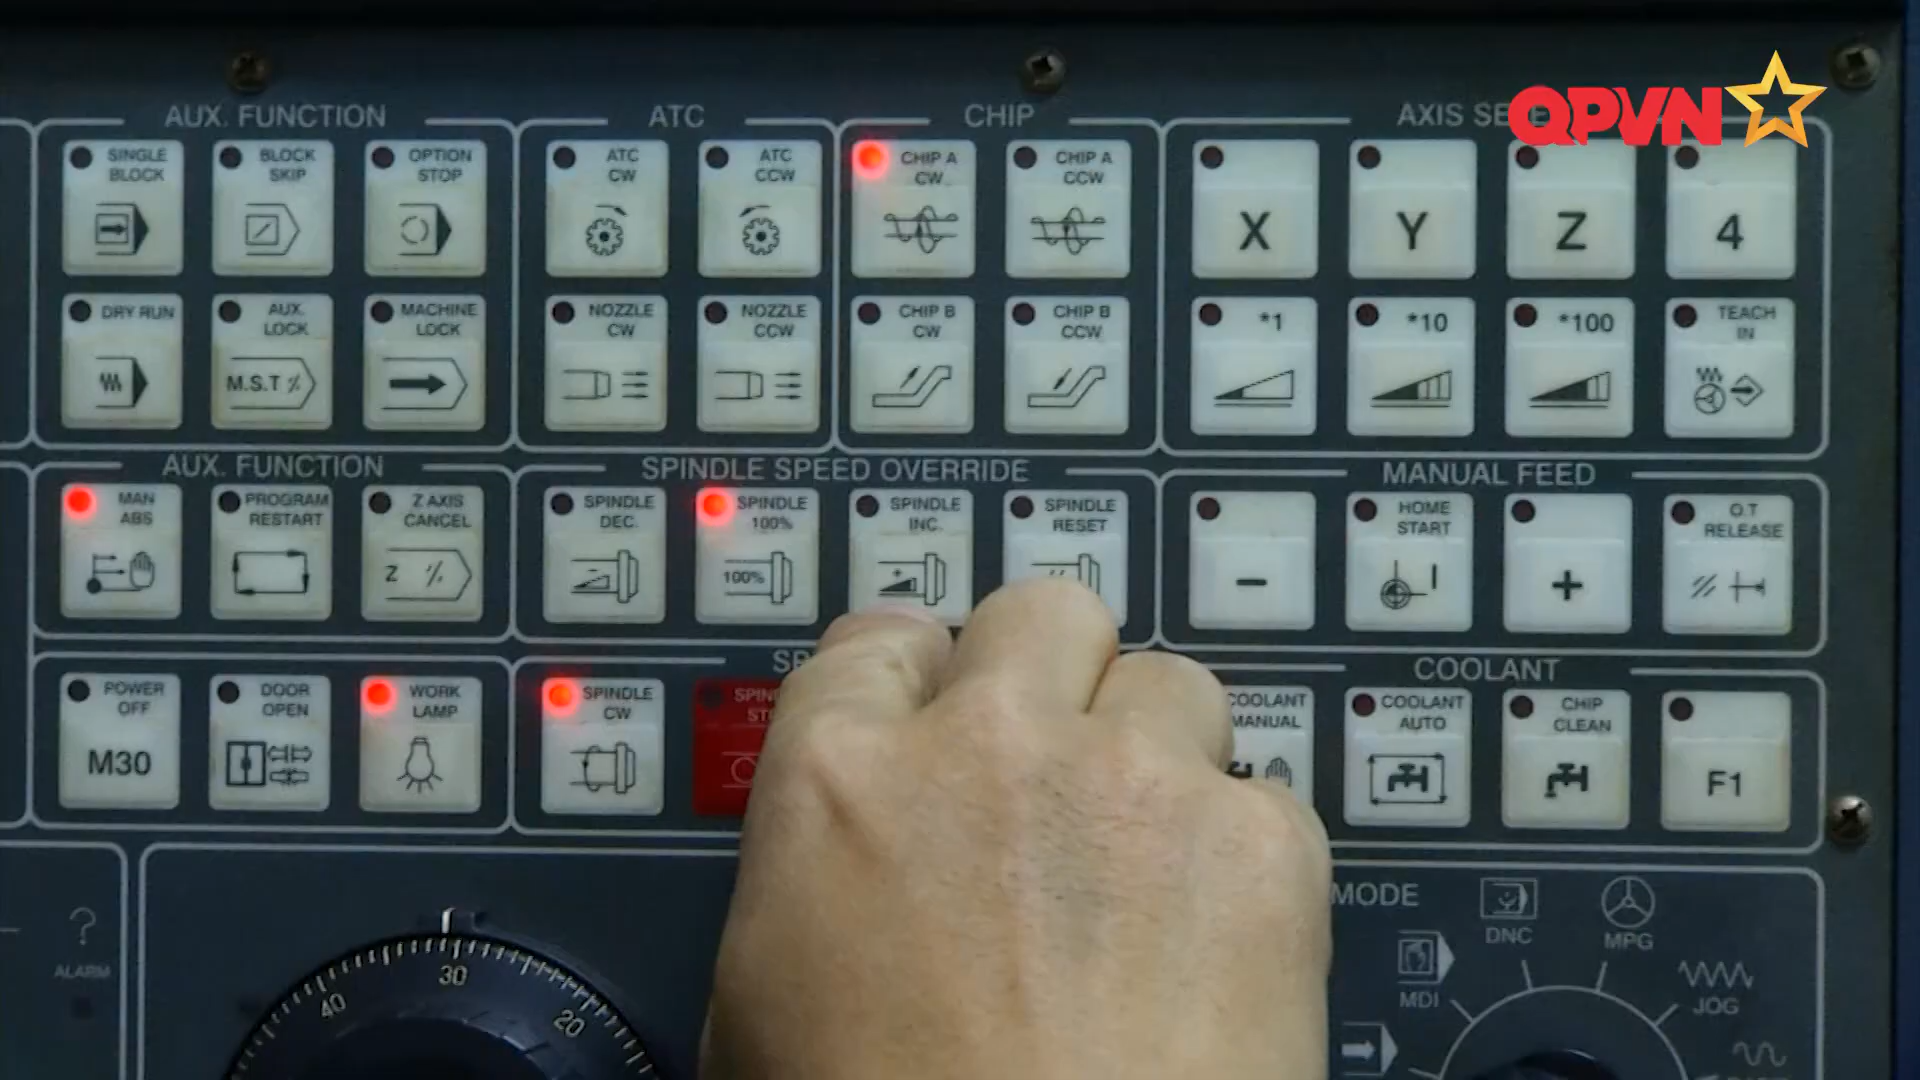 QPVN
AUX. FUNCTION
ATC
CHIP
SINGLE
BLOCK
BLOCK
SKIP
OPTION
STOP
ATC
CW
ATC
CCW
CHIP A
CW
CHIP A
CCW
X
Y
Z
4
DRY RUN
AUX.
LOCK
M.S.T
MACHINE
LOCK
NOZZLE
CW
NOZZLE
CCW
CHIP B
CW
CHIP B
CCW
*1
*10
*100
TEACH
IN
AUX. FUNCTION
SPINDLE SPEED OVERRIDE
MANUAL FEED
MAN
ABS
PROGRAM
RESTART
Z AXIS
CANCEL
Z
SPINDLE
DEC.
SPINDLE
100%
100%
SPINDLE
INC.
SPINDLE
RESET
-
HOME
START
+
O.T
RELEASE
COOLANT
POWER
OFF
M30
DOOR
OPEN
WORK
LAMP
SPINDLE
CW
COOLANT
MANUAL
COOLANT
AUTO
CHIP
CLEAN
F1
?
ALARM
40
30
20
MODE
MDI
DNC
MPG
JOG